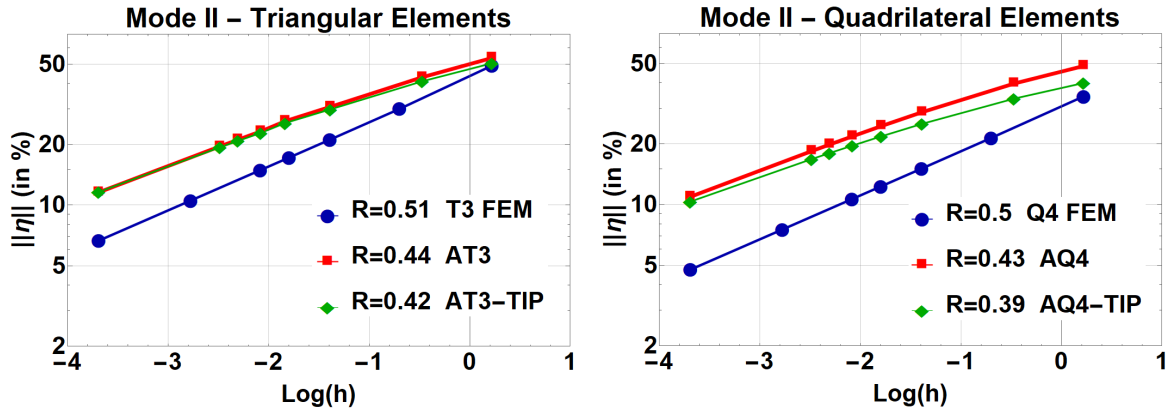 Mode II – Triangular Elements
50
20
10
5
2
||η|| (in %)
R=0.51 T3 FEM
R=0.44 AT3
R=0.42 AT3–TIP
−4 −3 −2 −1 0 1
Log(h)
Mode II – Quadrilateral Elements
50
20
10
5
2
||η|| (in %)
R=0.5 Q4 FEM
R=0.43 AQ4
R=0.39 AQ4–TIP
−4 −3 −2 −1 0 1
Log(h)